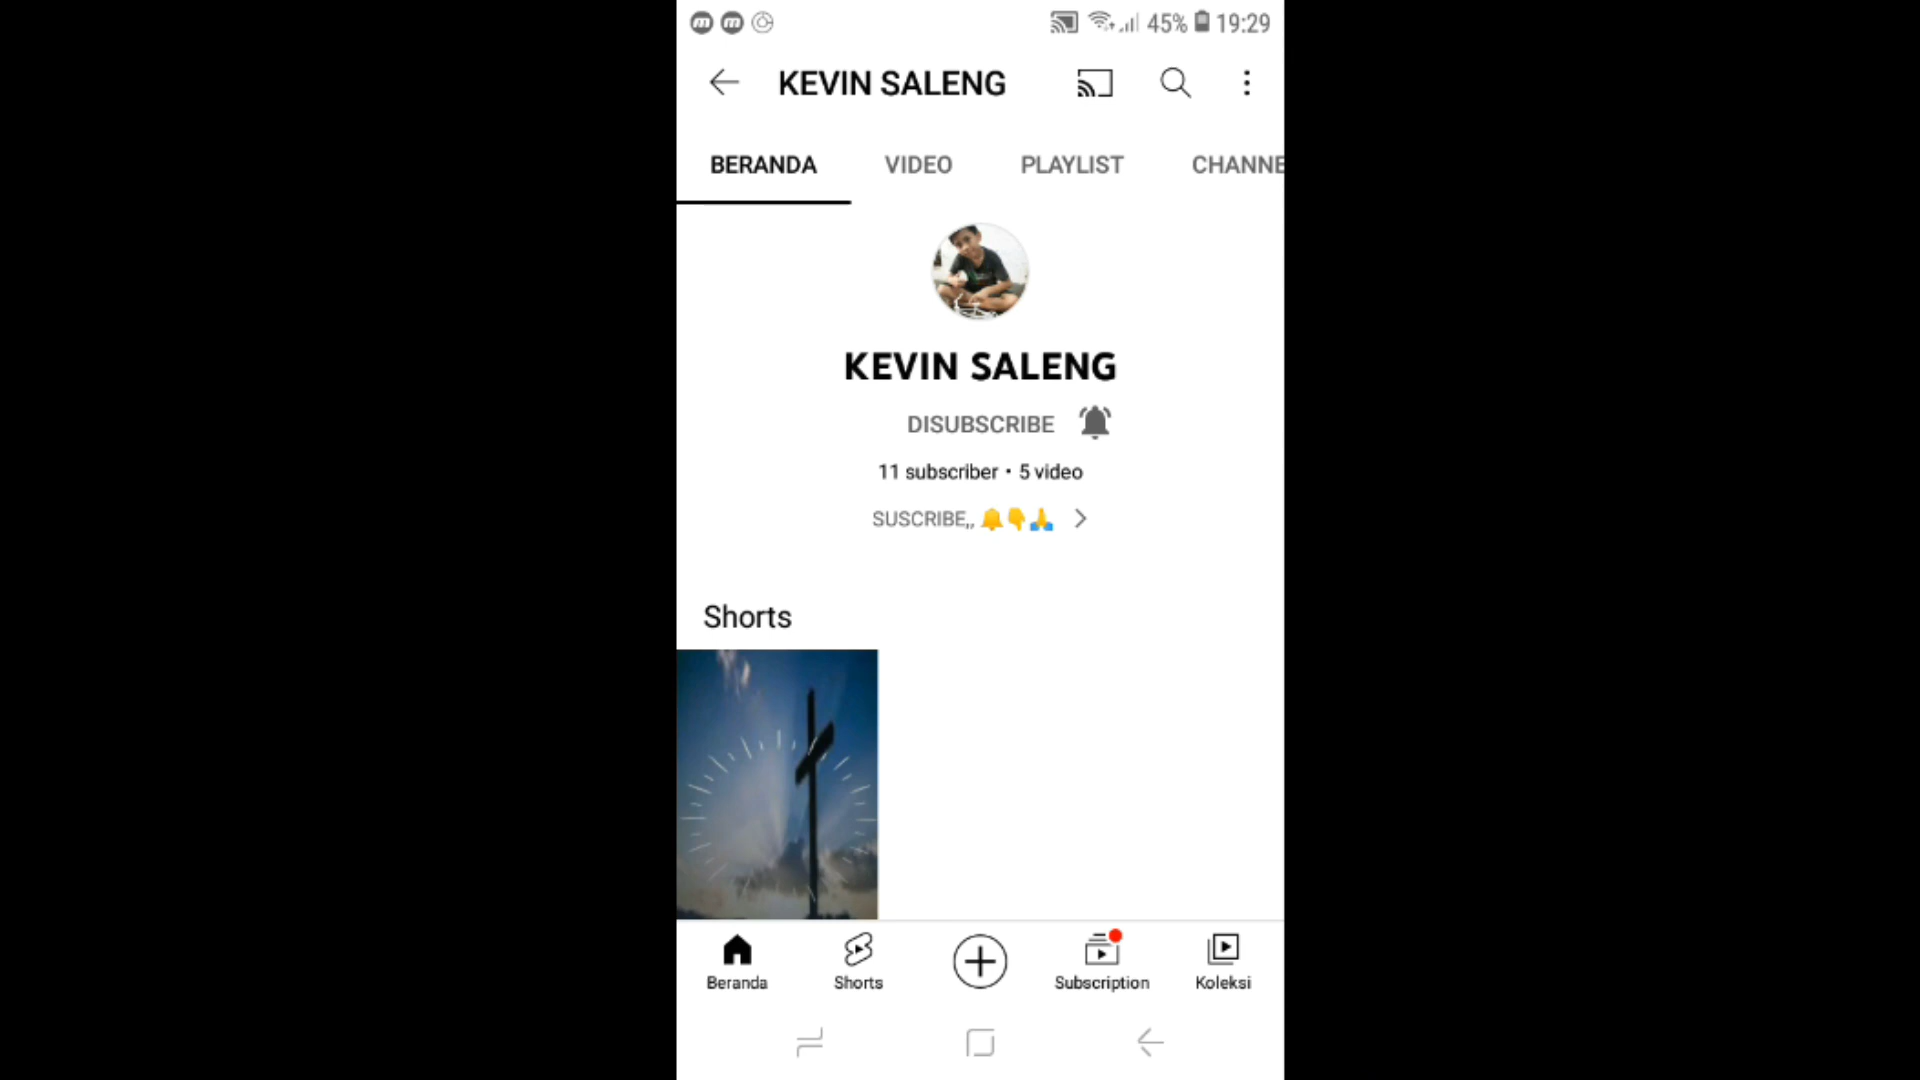 45% 19:29
KEVIN SALENG
BERANDA VIDEO PLAYLIST CHANNE
KEVIN SALENG
DISUBSCRIBE
11 subscriber • 5 video
SUSCRIBE,, 🔔👇🙏
Shorts
Beranda Shorts Subscription Koleksi